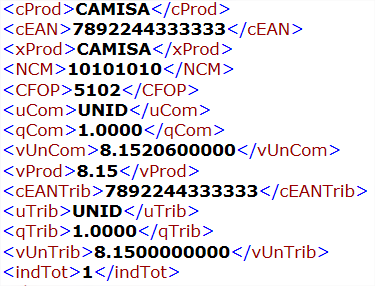 <cProd>CAMISA</cProd>
<cEAN>7892244333333</cEAN>
<xProd>CAMISA</xProd>
<NCM>10101010</NCM>
<CFOP>5102</CFOP>
<uCom>UNID</uCom>
<qCom>1.0000</qCom>
<vUnCom>8.1520600000</vUnCom>
<vProd>8.15</vProd>
<cEANTrib>7892244333333</cEANTrib>
<uTrib>UNID</uTrib>
<qTrib>1.0000</qTrib>
<vUnTrib>8.1500000000</vUnTrib>
<indTot>1</indTot>